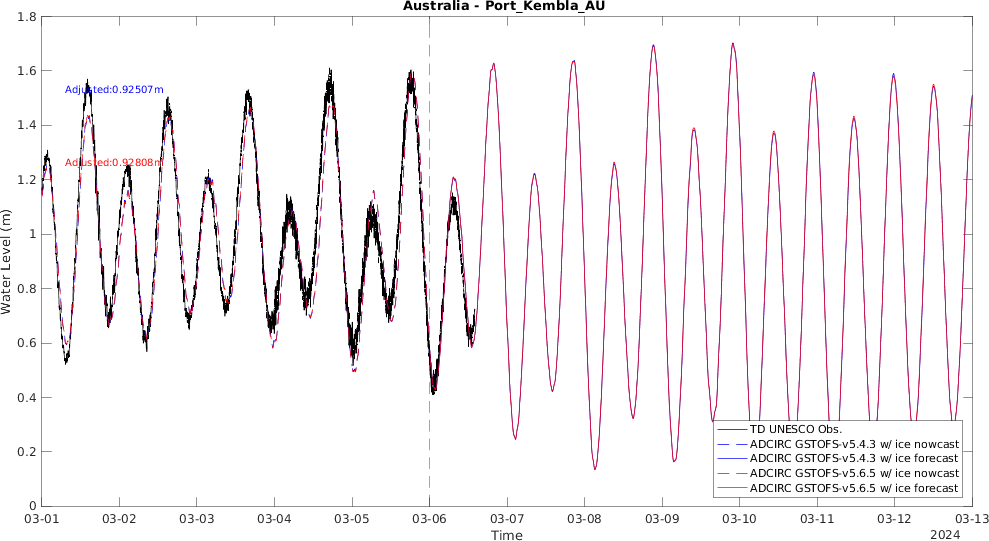 Australia - Port_Kembla_AU
1.8
1.6
1.4
1.2
1
0.8
0.6
0.4
0.2
0
Water Level (m)
Adjusted:0.92507m
Adjusted:0.92808m
TD UNESCO Obs.
ADCIRC GSTOFS-v5.4.3 w/ ice nowcast
ADCIRC GSTOFS-v5.4.3 w/ ice forecast
ADCIRC GSTOFS-v5.6.5 w/ ice nowcast
ADCIRC GSTOFS-v5.6.5 w/ ice forecast
03-01 03-02 03-03 03-04 03-05 03-06 03-07 03-08 03-09 03-10 03-11 03-12 03-13
Time
2024